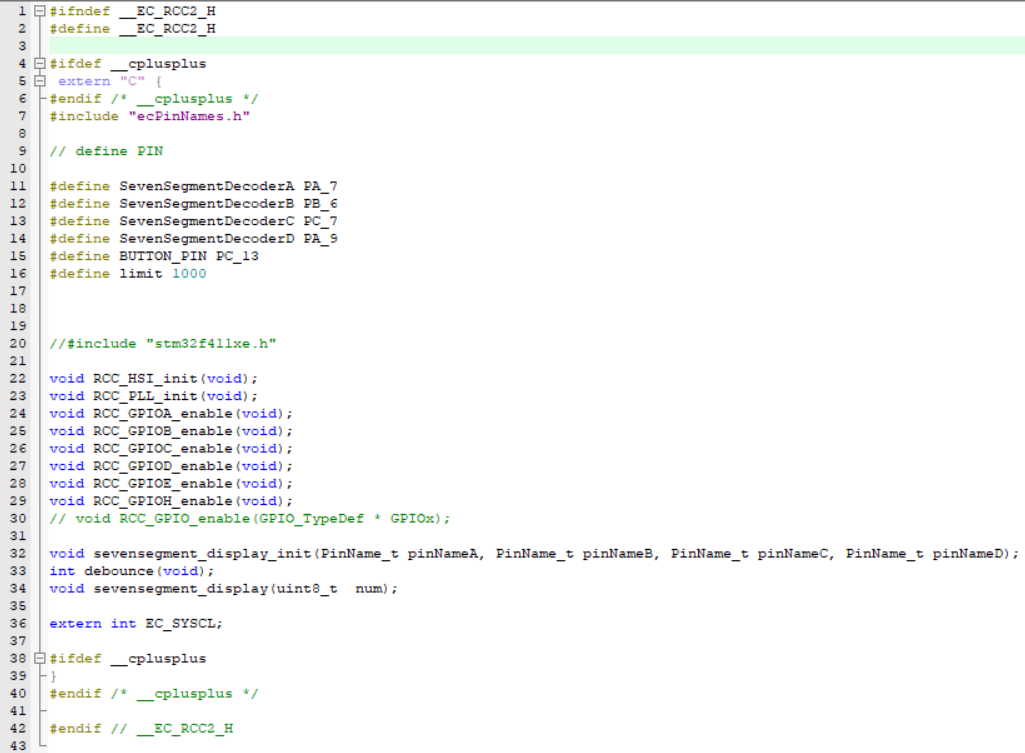 1 #ifndef __EC_RCC2_H
2 #define __EC_RCC2_H
3
4 #ifdef __cplusplus
5 extern "C" {
6 #endif /* __cplusplus */
7 #include "ecPinNames.h"
8
9 // define PIN
10
11 #define SevenSegmentDecoderA PA_7
12 #define SevenSegmentDecoderB PB_6
13 #define SevenSegmentDecoderC PC_7
14 #define SevenSegmentDecoderD PA_9
15 #define BUTTON_PIN PC_13
16 #define limit 1000
17
18
19
20 //#include "stm32f411xe.h"
21
22 void RCC_HSI_init(void);
23 void RCC_PLL_init(void);
24 void RCC_GPIOA_enable(void);
25 void RCC_GPIOB_enable(void);
26 void RCC_GPIOC_enable(void);
27 void RCC_GPIOD_enable(void);
28 void RCC_GPIOE_enable(void);
29 void RCC_GPIOH_enable(void);
30 // void RCC_GPIO_enable(GPIO_TypeDef * GPIOx);
31
32 void sevensegment_display_init(PinName_t pinNameA, PinName_t pinNameB, PinName_t pinNameC, PinName_t pinNameD);
33 int debounce(void);
34 void sevensegment_display(uint8_t  num);
35
36 extern int EC_SYSCL;
37
38 #ifdef __cplusplus
39 }
40 #endif /* __cplusplus */
41
42 #endif // __EC_RCC2_H
43